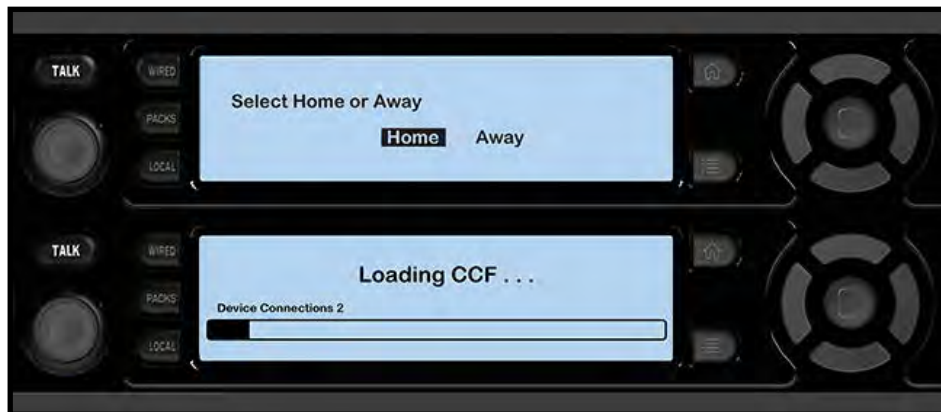 TALK
WIRED
PACKS
LOCAL
Select Home or Away
Home Away
TALK
WIRED
PACKS
LOCAL
Loading CCF . . .
Device Connections 2